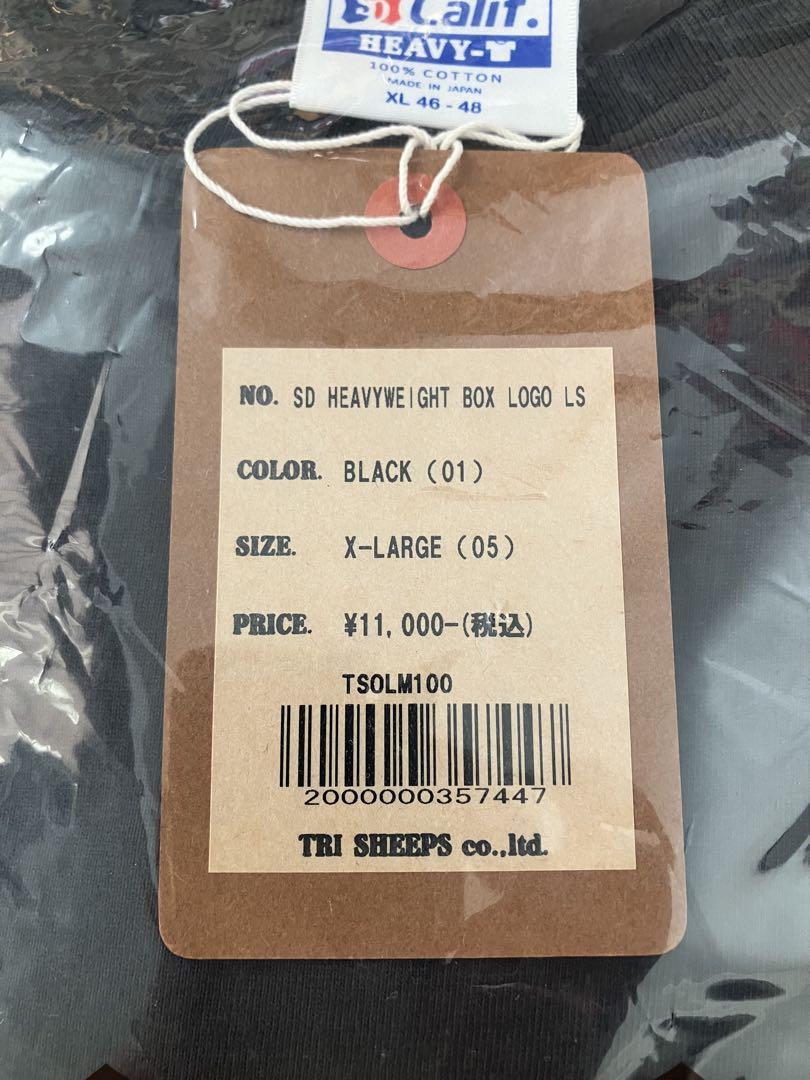 SD Calif.
HEAVY-T
100% COTTON
MADE IN JAPAN
XL 46 - 48
NO. SD HEAVYWEIGHT BOX LOGO LS
COLOR. BLACK (01)
SIZE. X-LARGE (05)
PRICE. ¥11,000-(税込)
TSOLM100
2000000357447
TRI SHEEPS co.,ltd.